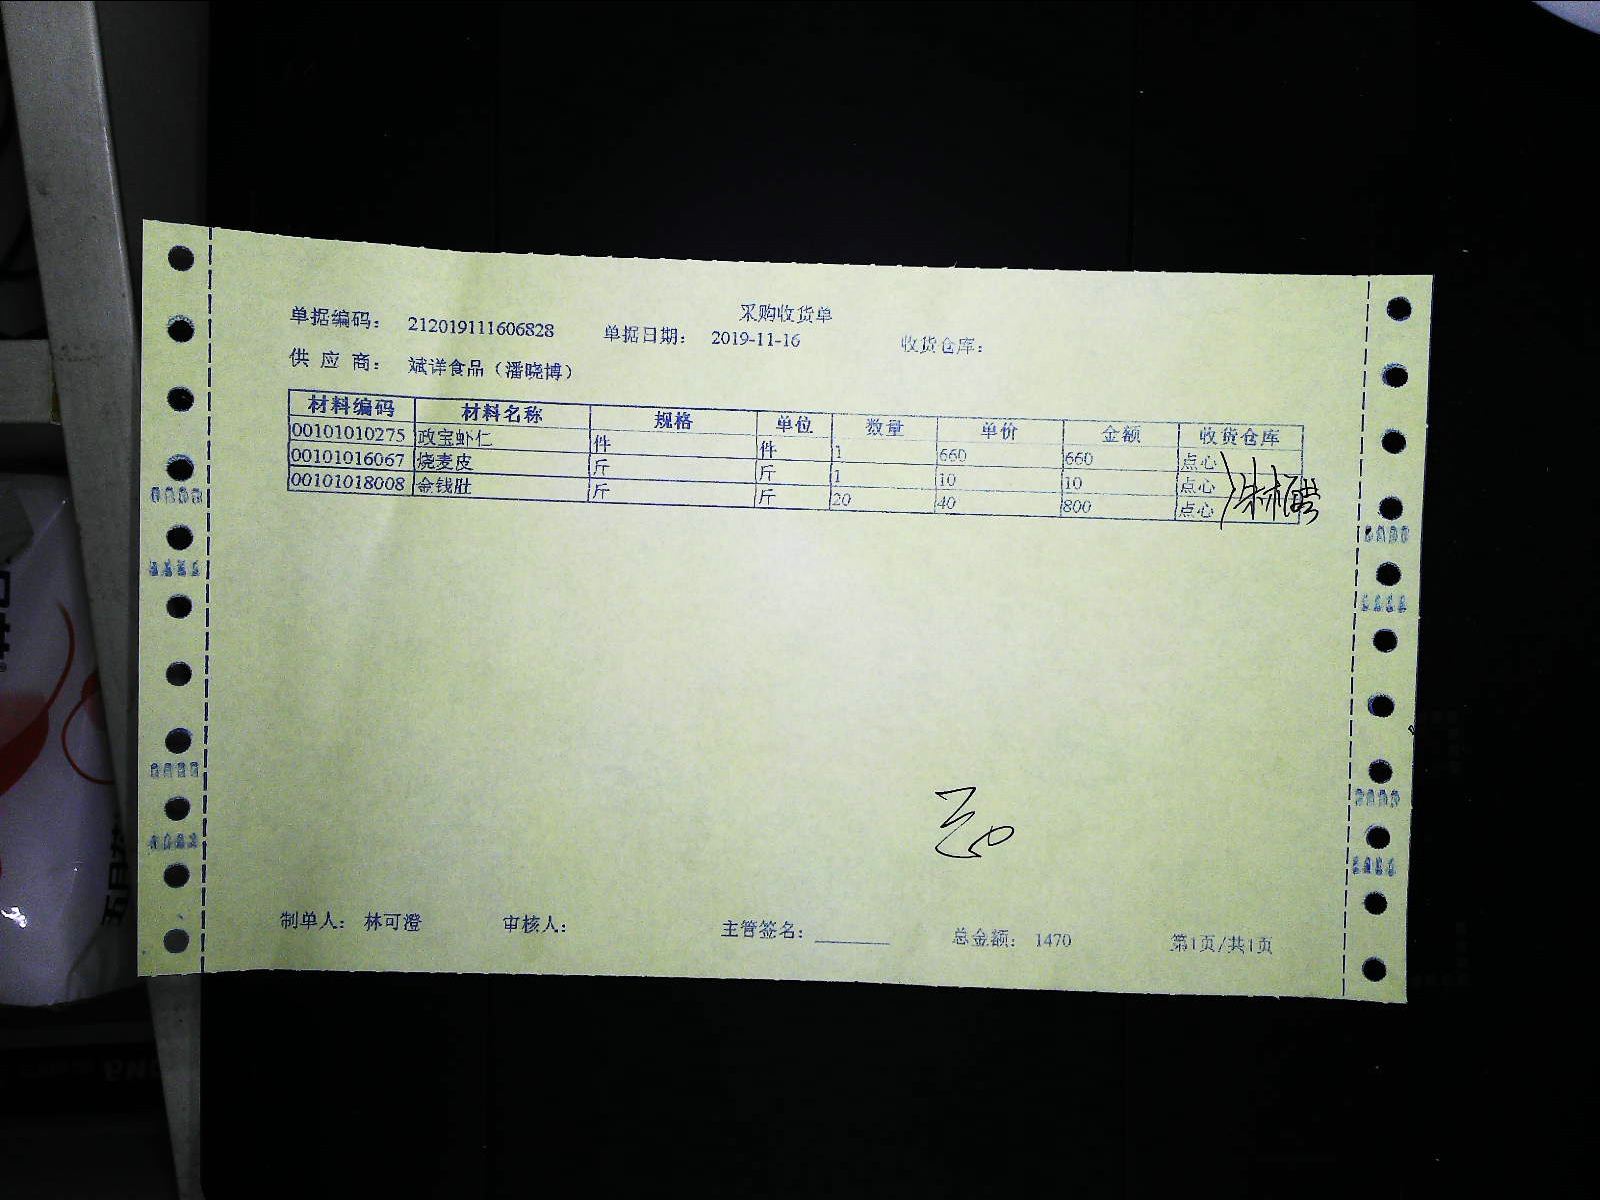 采购收货单
单据编码： 212019111606828 单据日期： 2019-11-16 收货仓库：
供 应 商： 斌详食品（潘晓博）
材料编码 材料名称 规格 单位 数量 单价 金额 收货仓库
00101010275 政宝虾仁 件 件 1 660 660 点心
00101016067 烧麦皮 斤 斤 1 10 10 点心
00101018008 金钱肚 斤 斤 20 40 800 点心
制单人： 林可澄 审核人： 主管签名： 总金额： 1470 第1页/共1页